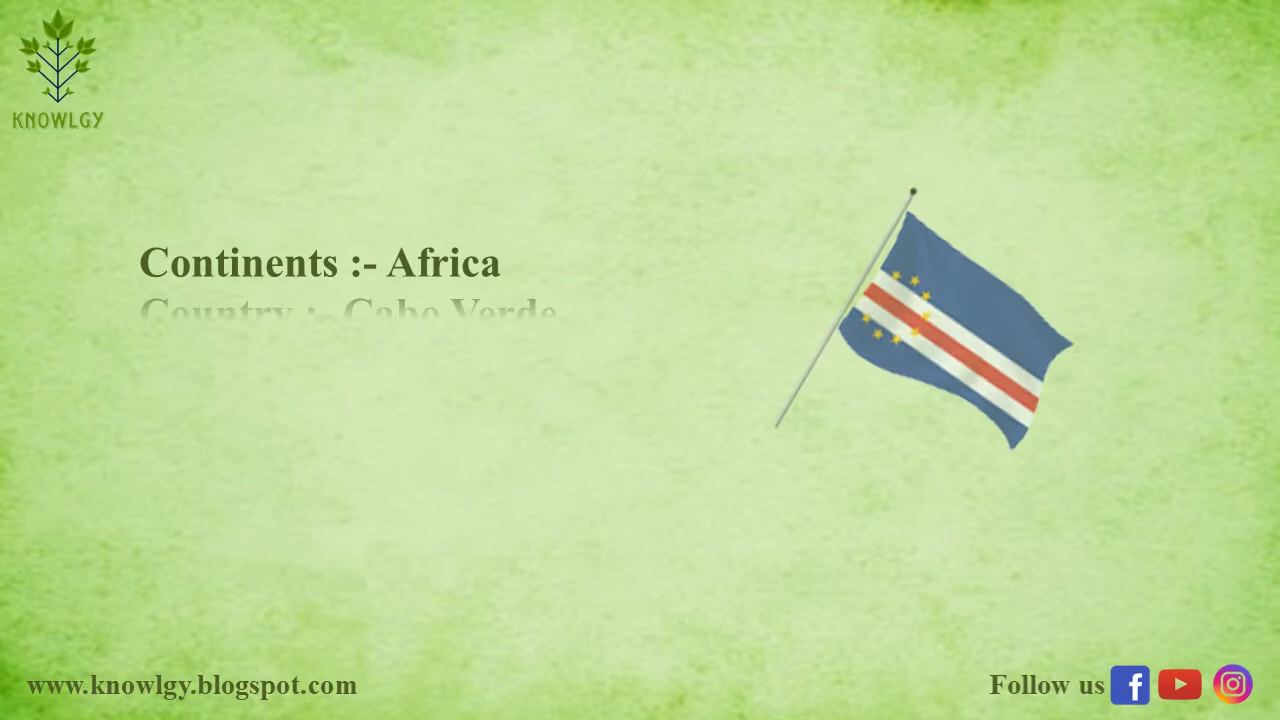 KNOWLGY
Continents :- Africa
Country :- Cabo Verde
www.knowlgy.blogspot.com
Follow us